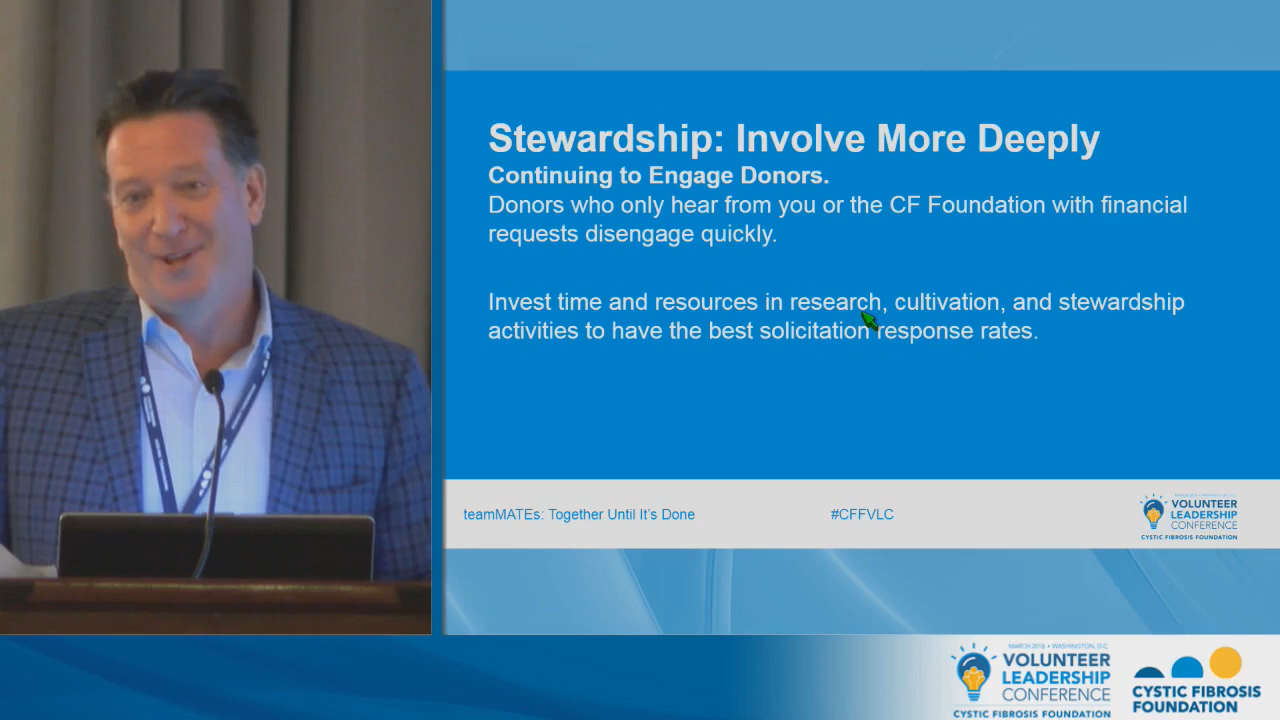 Stewardship: Involve More Deeply
Continuing to Engage Donors.
Donors who only hear from you or the CF Foundation with financial
requests disengage quickly.
Invest time and resources in research, cultivation, and stewardship
activities to have the best solicitation response rates.
teamMATEs: Together Until It's Done
#CFFVLC
VOLUNTEER
LEADERSHIP
CONFERENCE
CYSTIC FIBROSIS FOUNDATION
MARCH 2018 • WASHINGTON, D.C.
VOLUNTEER
LEADERSHIP
CONFERENCE
CYSTIC FIBROSIS FOUNDATION
CYSTIC FIBROSIS
FOUNDATION